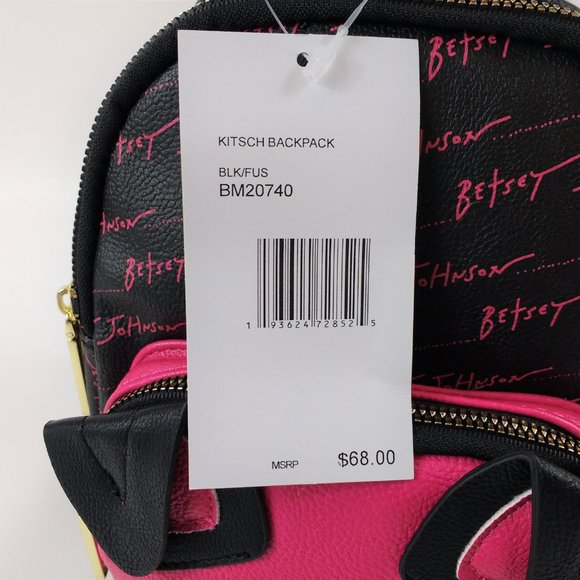 BETSEY
KITSCH BACKPACK
JOHNSON
BLK/FUS
BM20740
BETSEY
BETSEY
JOHNSON
BETSEY
JOHNSON
JOHNSON
1 93624 72852 5
MSRP $68.00